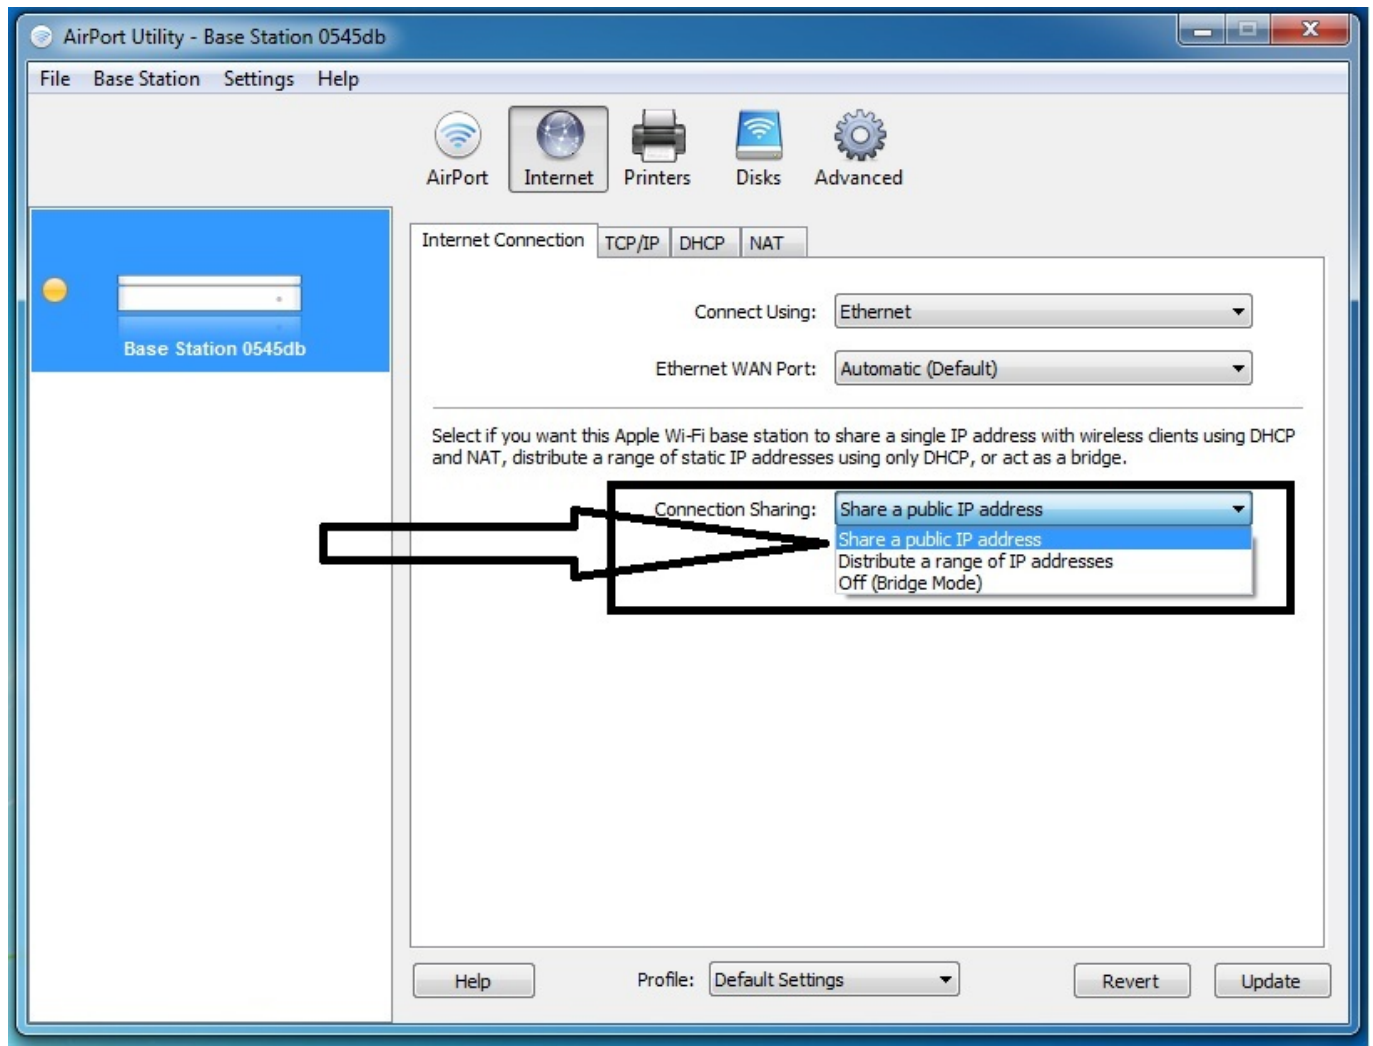 AirPort Utility - Base Station 0545db
File Base Station Settings Help
AirPort Internet Printers Disks Advanced
Internet Connection TCP/IP DHCP NAT
Base Station 0545db
Connect Using: Ethernet
Ethernet WAN Port: Automatic (Default)
Select if you want this Apple Wi-Fi base station to share a single IP address with wireless clients using DHCP
and NAT, distribute a range of static IP addresses using only DHCP, or act as a bridge.
Connection Sharing: Share a public IP address
Share a public IP address
Distribute a range of IP addresses
Off (Bridge Mode)
Help Profile: Default Settings Revert Update